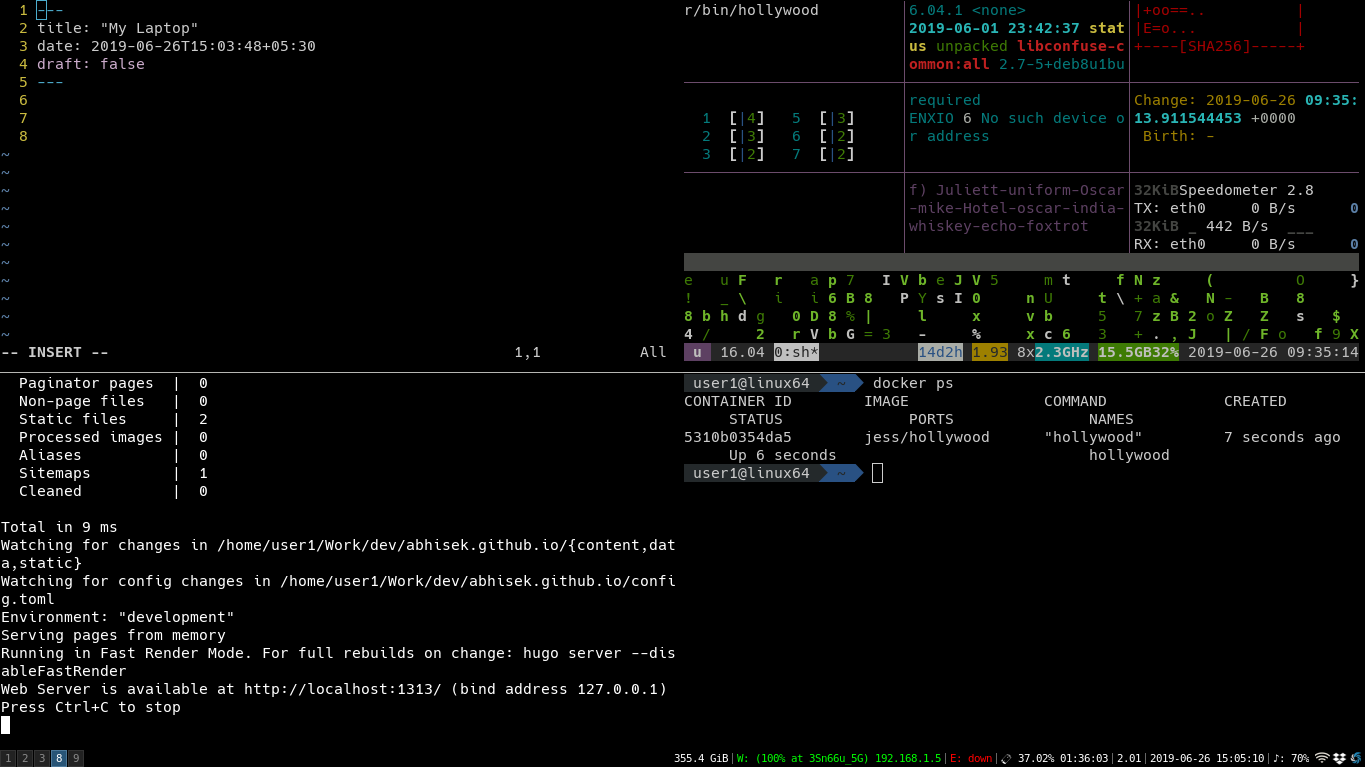 1 ---
2 title: "My Laptop"
3 date: 2019-06-26T15:03:48+05:30
4 draft: false
5 ---
6
7
8
~
~
~
~
~
~
~
~
~
~
~
-- INSERT -- 1,1 All
r/bin/hollywood
6.04.1 <none>
2019-06-01 23:42:37 stat
us unpacked libconfuse-c
ommon:all 2.7-5+deb8u1bu
|+oo==.. |
|E=o... |
+----[SHA256]-----+
1 [|4] 5 [|3]
2 [|3] 6 [|2]
3 [|2] 7 [|2]
required
ENXIO 6 No such device o
r address
Change: 2019-06-26 09:35:
13.911544453 +0000
Birth: -
f) Juliett-uniform-Oscar
-mike-Hotel-oscar-india-
whiskey-echo-foxtrot
32KiBSpeedometer 2.8
TX: eth0 0 B/s 0
32KiB _ 442 B/s ___
RX: eth0 0 B/s 0
e u F r a p 7 I V b e J V 5 m t f N z ( O }
! _ \ i i 6 B 8 P Y s I 0 n U t \ + a & N - B 8
8 b h d g 0 D 8 % | l x v b 5 7 z B 2 o Z Z s $
4 / 2 r V b G = 3 - % x c 6 3 + . , J | / F o f 9 X
u 16.04 0:sh* 14d2h 1.93 8x2.3GHz 15.5GB32% 2019-06-26 09:35:14
Paginator pages | 0
Non-page files | 0
Static files | 2
Processed images | 0
Aliases | 0
Sitemaps | 1
Cleaned | 0
Total in 9 ms
Watching for changes in /home/user1/Work/dev/abhisek.github.io/{content,dat
a,static}
Watching for config changes in /home/user1/Work/dev/abhisek.github.io/confi
g.toml
Environment: "development"
Serving pages from memory
Running in Fast Render Mode. For full rebuilds on change: hugo server --dis
ableFastRender
Web Server is available at http://localhost:1313/ (bind address 127.0.0.1)
Press Ctrl+C to stop
user1@linux64 ~ docker ps
CONTAINER ID IMAGE COMMAND CREATED
STATUS PORTS NAMES
5310b0354da5 jess/hollywood "hollywood" 7 seconds ago
Up 6 seconds hollywood
user1@linux64 ~
1 2 3 8 9
355.4 GiB|W: (100% at 3Sn66u_5G) 192.168.1.5|E: down| 37.02% 01:36:03|2.01|2019-06-26 15:05:10|♪: 70%